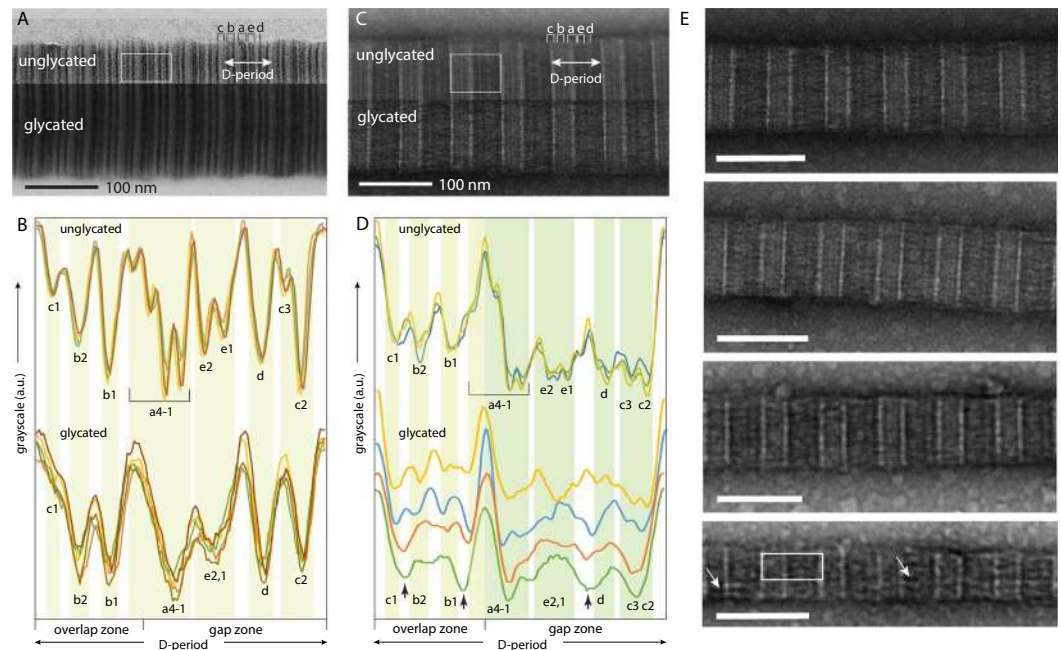 A
c b a e d
unglycated
D-period
glycated
100 nm
B
unglycated
c1
b2
b1
a4-1
e2
e1
d
c3
c2
glycated
c1
b2
b1
a4-1
e2,1
d
c2
grayscale (a.u.)
overlap zone
gap zone
D-period
C
c b a e d
unglycated
D-period
glycated
100 nm
D
unglycated
c1
b2
b1
a4-1
e2
e1
d
c3
c2
glycated
c1
b2
b1
a4-1
e2,1
d
c3 c2
grayscale (a.u.)
overlap zone
gap zone
D-period
E